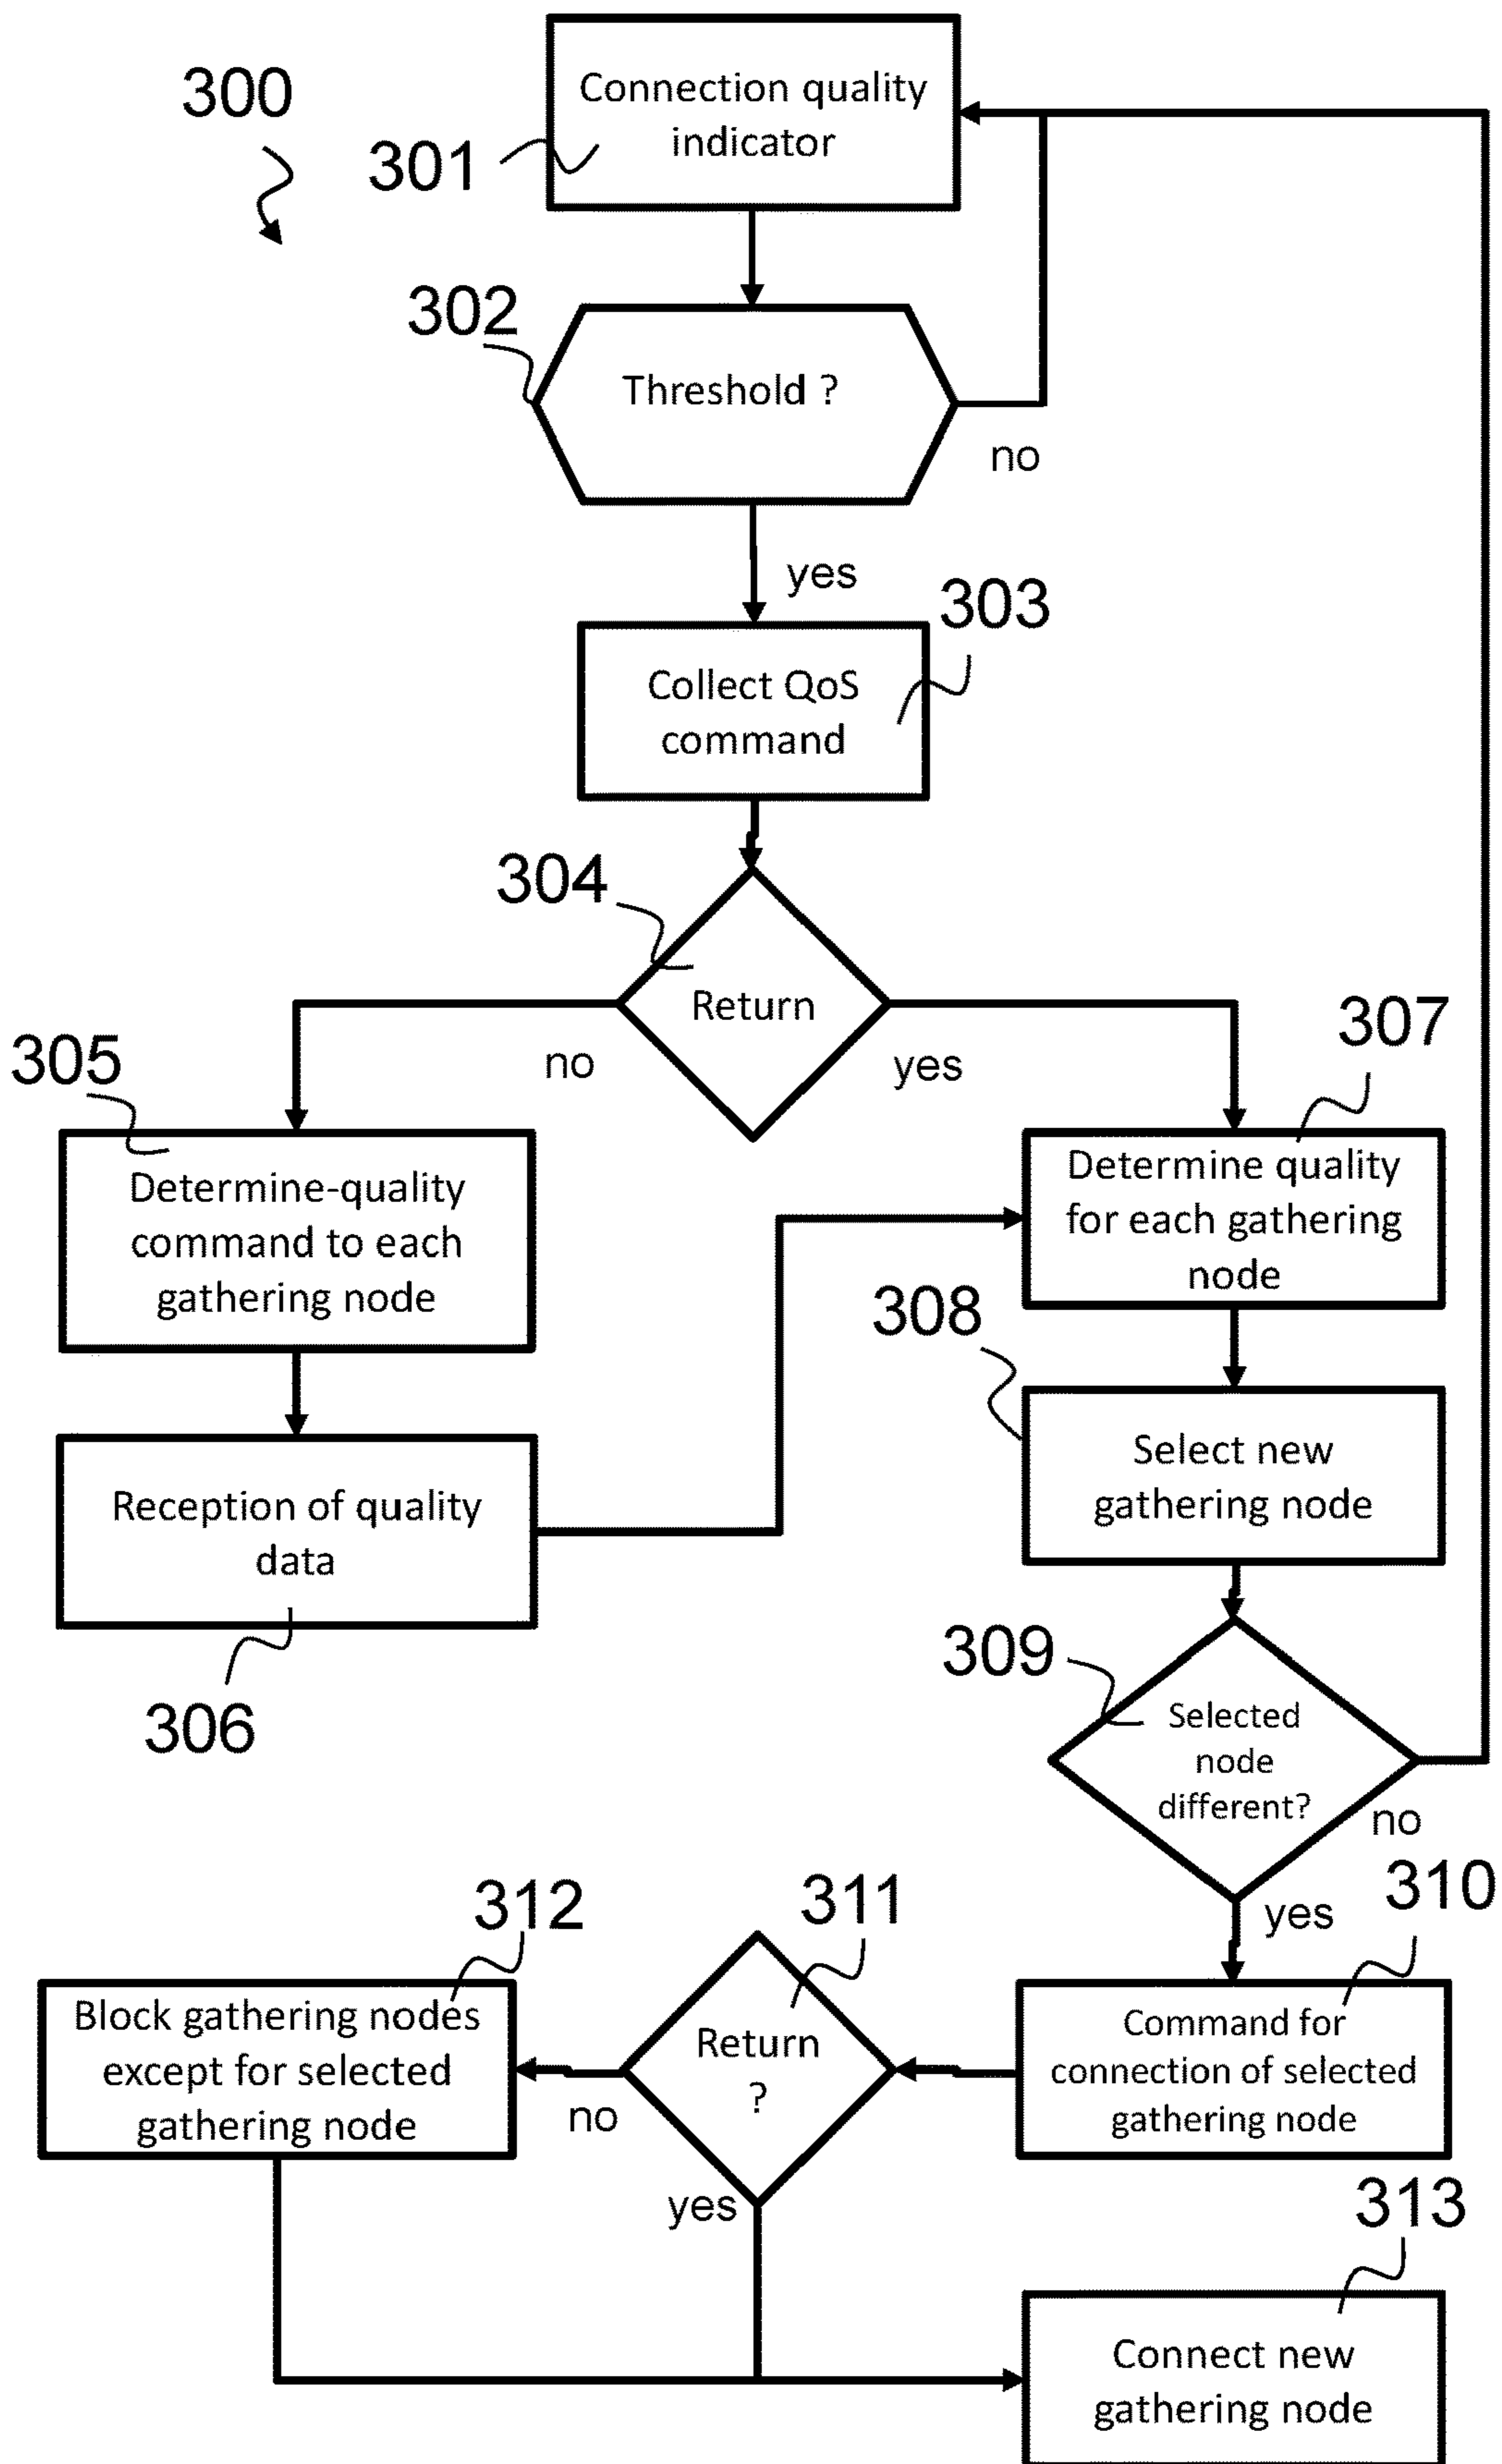 300
301
Connection quality
indicator
302
Threshold ?
no
yes
303
Collect QoS
command
304
Return
no
yes
305
Determine-quality
command to each
gathering node
307
Determine quality
for each gathering
node
308
Select new
gathering node
Reception of quality
data
306
309
Selected
node
different?
no
yes
310
Command for
connection of selected
gathering node
311
Return
?
no
yes
312
Block gathering nodes
except for selected
gathering node
313
Connect new
gathering node